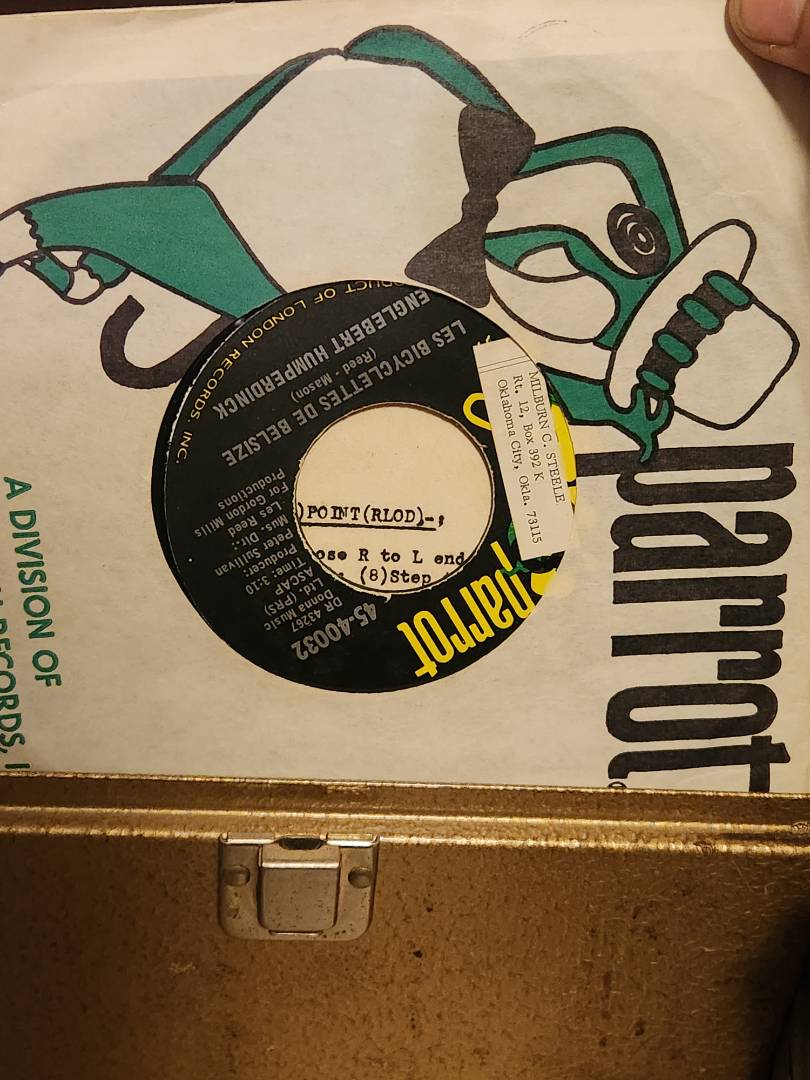 parrot
A DIVISION OF
RECORDS, I
PRODUCT OF LONDON RECORDS, INC.
parrot
45-40032
DR 43267
Donna Music
Ltd. (PRS)
ASCAP
Time: 3:10
Producer:
Peter Sullivan
Mus. Dir.:
Les Reed
For Gordon Mills
Productions
LES BICYCLETTES DE BELSIZE
(Reed - Mason)
ENGLEBERT HUMPERDINCK
MILBURN C. STEELE
Rt. 12, Box 392 K
Oklahoma City, Okla. 73115
)POINT(RLOD)-;
ose R to L end
(8)Step